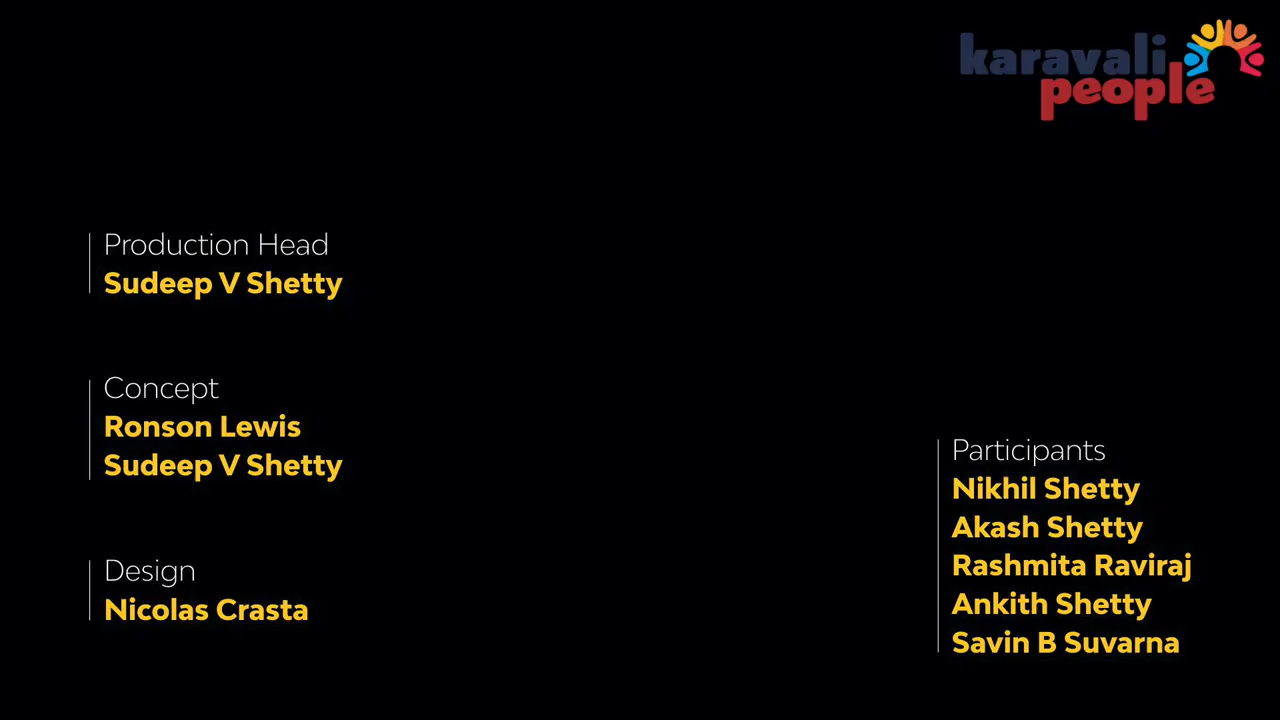 karavali
people
Production Head
Sudeep V Shetty
Concept
Ronson Lewis
Sudeep V Shetty
Design
Nicolas Crasta
Participants
Nikhil Shetty
Akash Shetty
Rashmita Raviraj
Ankith Shetty
Savin B Suvarna